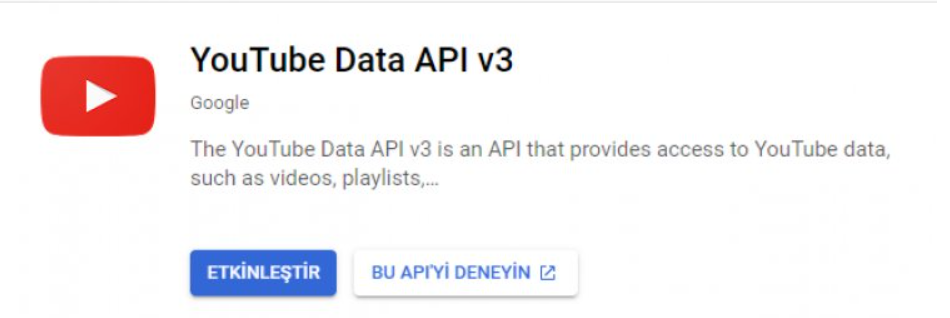 YouTube Data API v3
Google
The YouTube Data API v3 is an API that provides access to YouTube data,
such as videos, playlists,...
ETKİNLEŞTİR
BU API'Yİ DENEYİN